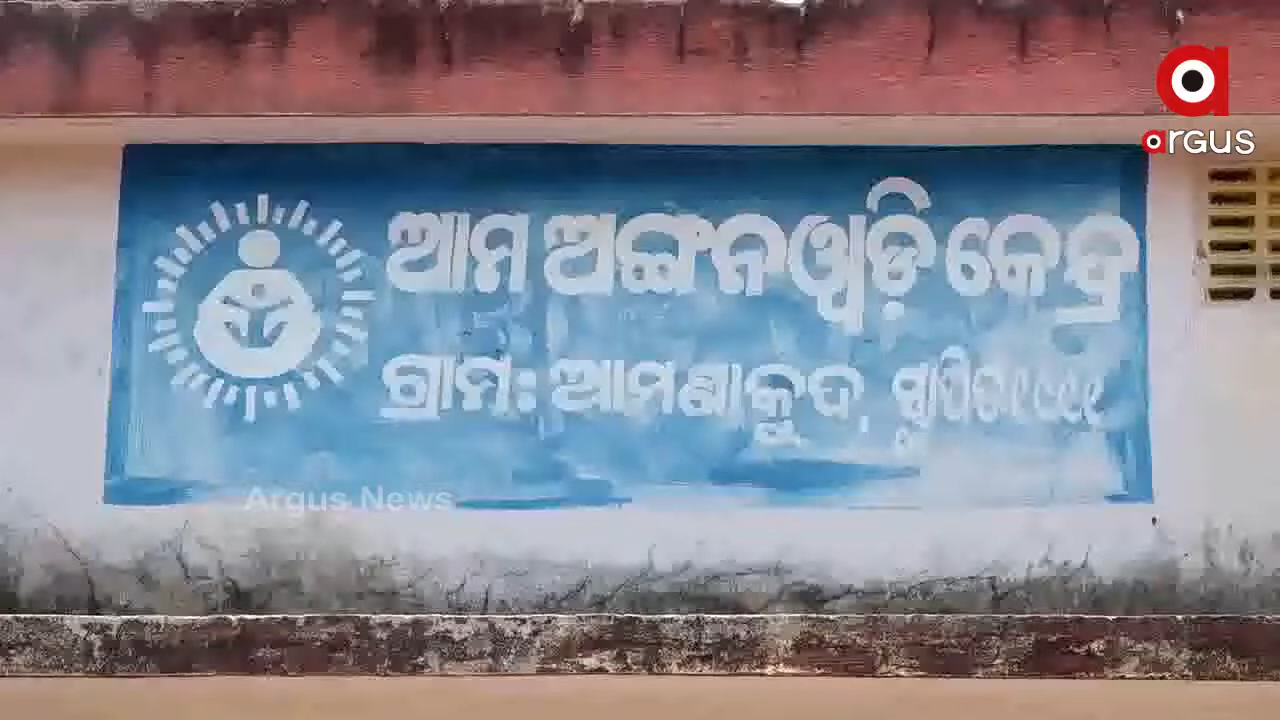 argus
ଆମ ଅଙ୍ଗନୱାଡ଼ି କେନ୍ଦ୍ର
ଗ୍ରାମ: ଆମଣାକୁଦ, ସ୍ଥାପିତ
Argus News